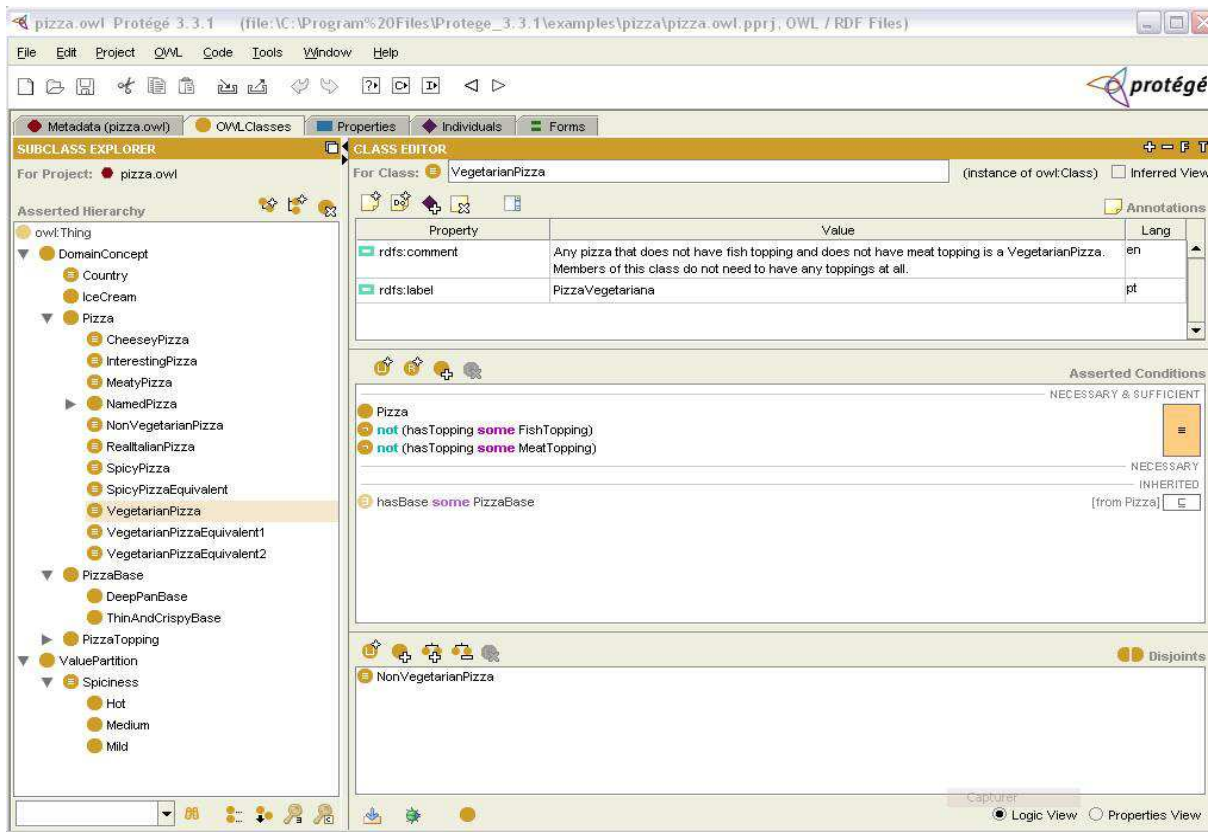 pizza.owl Protégé 3.3.1 (file:\C:\Program%20Files\Protege_3.3.1\examples\pizza\pizza.owl.pprj, OWL / RDF Files)
File Edit Project OWL Code Tools Window Help
protégé
Metadata (pizza.owl) OWLClasses Properties Individuals Forms
SUBCLASS EXPLORER
For Project: pizza.owl
Asserted Hierarchy
owl:Thing
DomainConcept
Country
IceCream
Pizza
CheeseyPizza
InterestingPizza
MeatyPizza
NamedPizza
NonVegetarianPizza
RealItalianPizza
SpicyPizza
SpicyPizzaEquivalent
VegetarianPizza
VegetarianPizzaEquivalent1
VegetarianPizzaEquivalent2
PizzaBase
DeepPanBase
ThinAndCrispyBase
PizzaTopping
ValuePartition
Spiciness
Hot
Medium
Mild
CLASS EDITOR
F T
For Class: VegetarianPizza (instance of owl:Class) Inferred View
Annotations
Property Value Lang
rdfs:comment Any pizza that does not have fish topping and does not have meat topping is a VegetarianPizza. en
Members of this class do not need to have any toppings at all.
rdfs:label PizzaVegetariana pt
Asserted Conditions
NECESSARY & SUFFICIENT
Pizza
not (hasTopping some FishTopping)
≡
not (hasTopping some MeatTopping)
NECESSARY
INHERITED
hasBase some PizzaBase [from Pizza] ⊑
Disjoints
NonVegetarianPizza
Capturer
Logic View Properties View